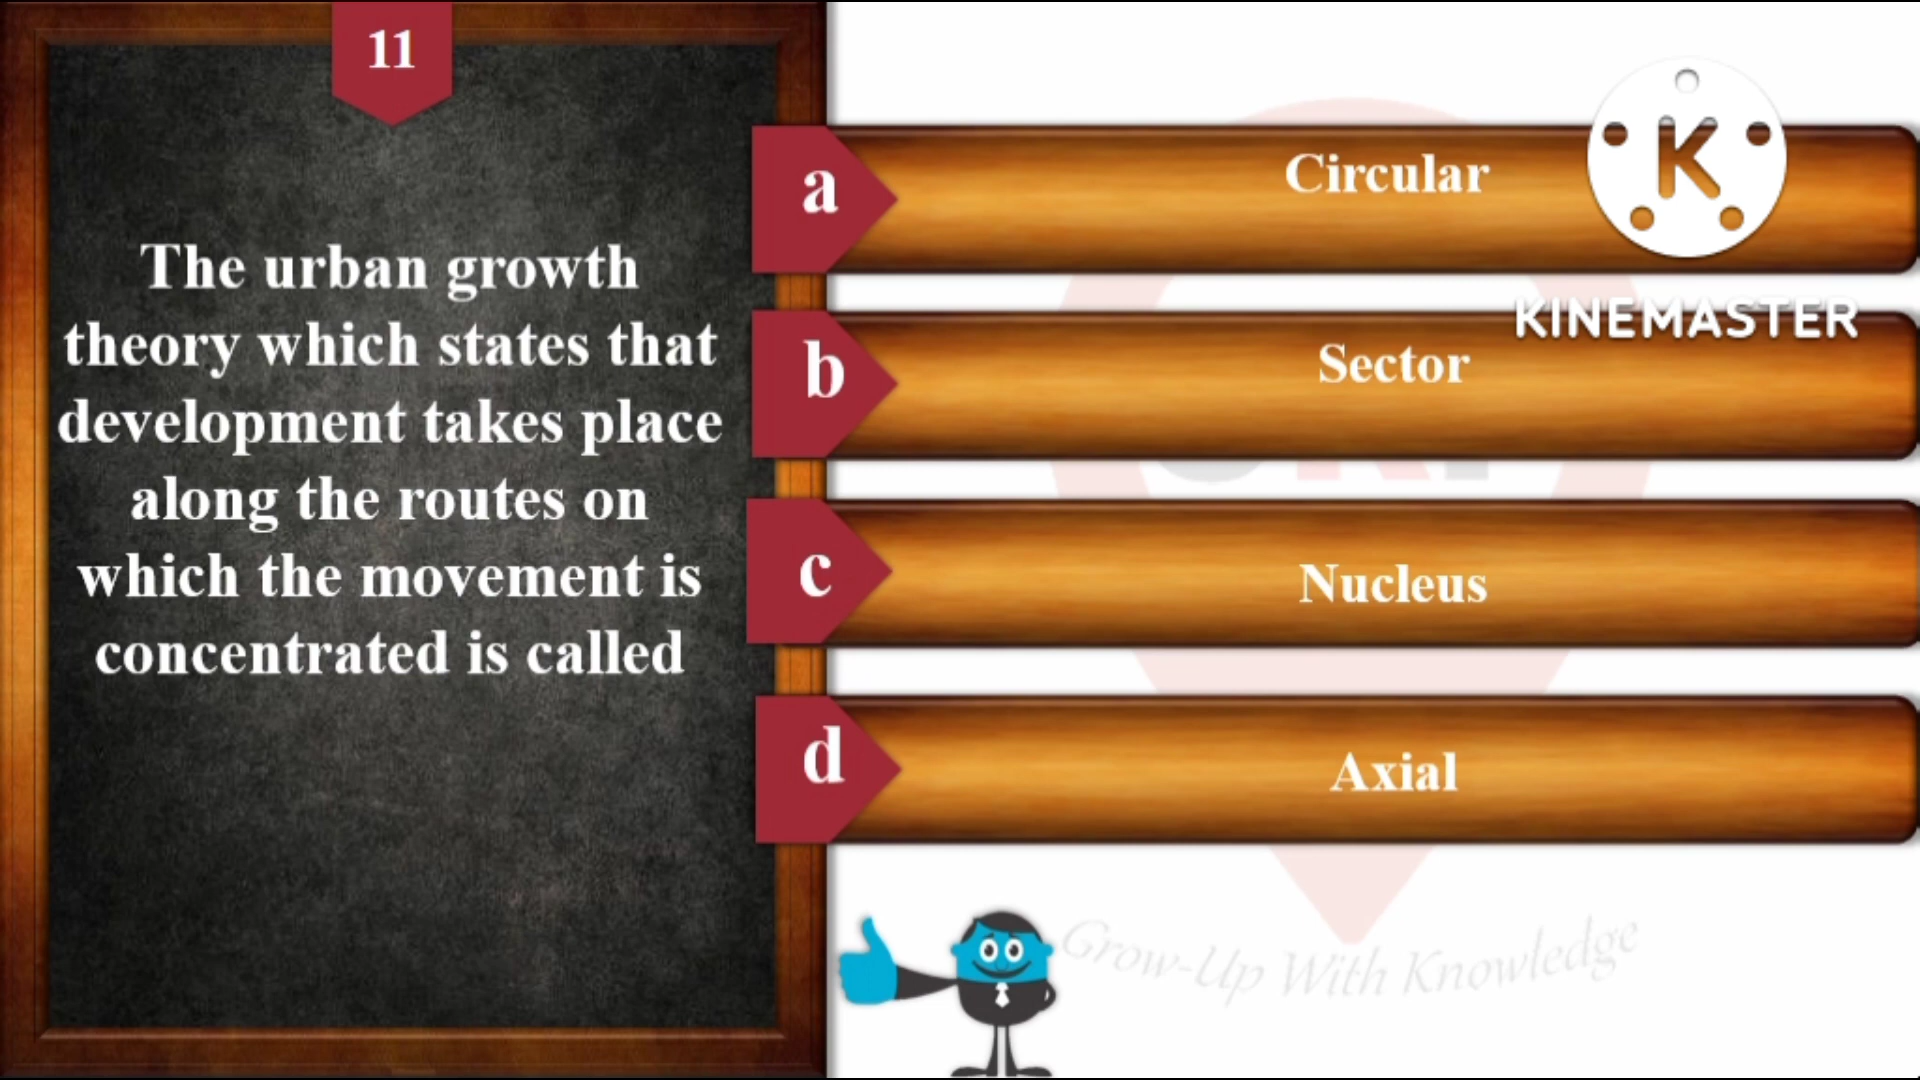 11
The urban growth
theory which states that
development takes place
along the routes on
which the movement is
concentrated is called
a
Circular
K
KINEMASTER
b
Sector
c
Nucleus
d
Axial
Grow-Up With Knowledge